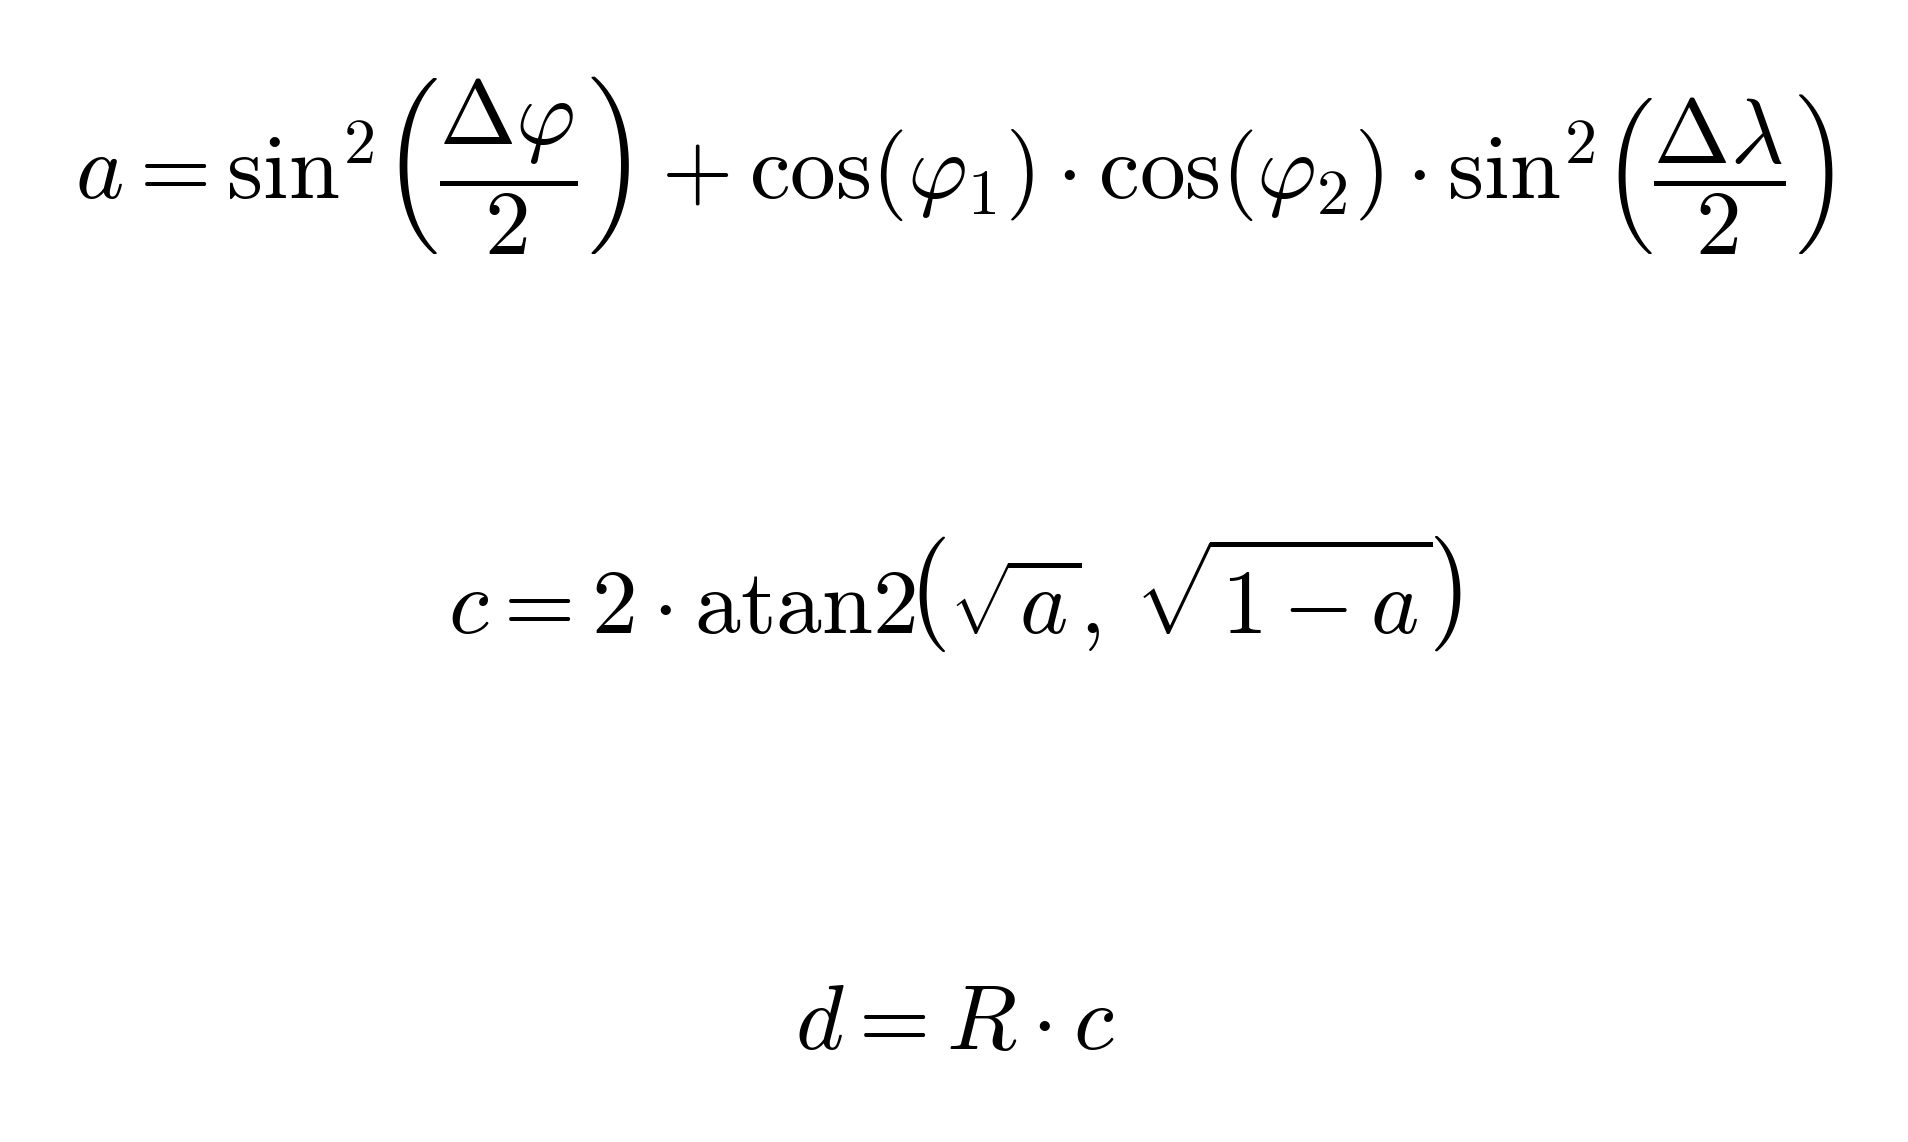 a = sin²(Δφ/2) + cos(φ₁) · cos(φ₂) · sin²(Δλ/2)
c = 2 · atan2(√a, √(1 − a))
d = R · c